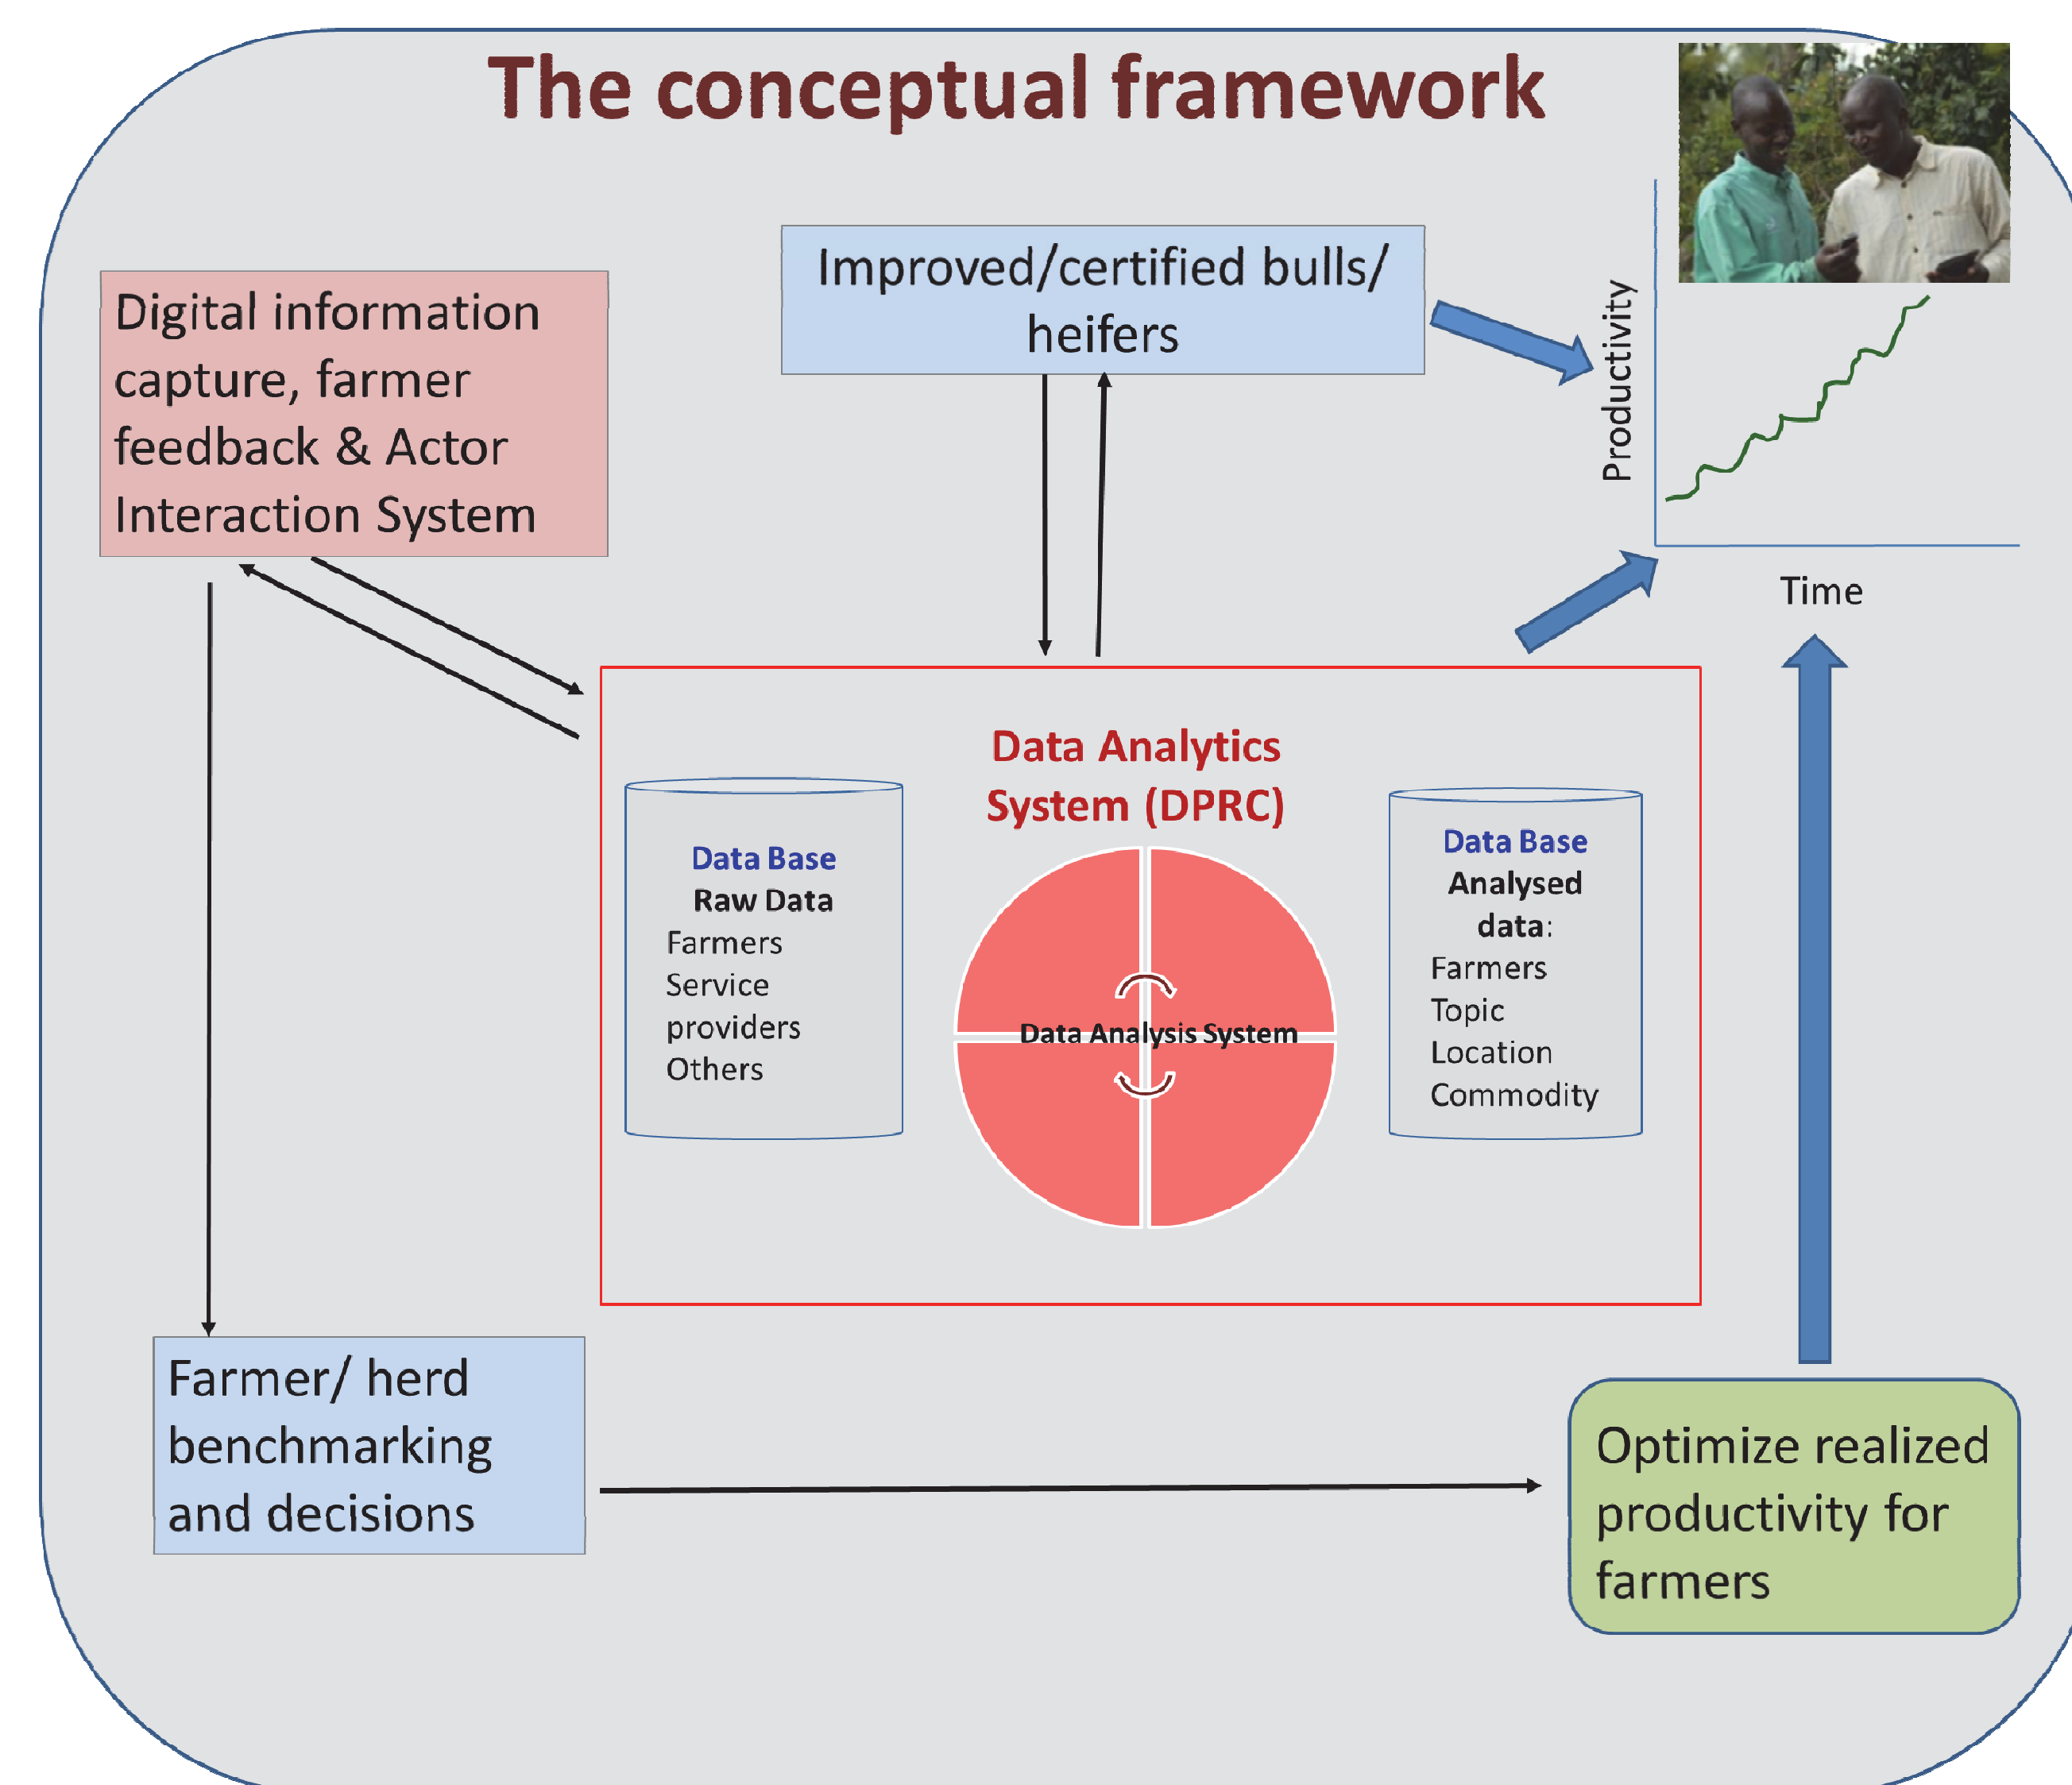 The conceptual framework
Improved/certified bulls/
heifers
Digital information
capture, farmer
feedback & Actor
Interaction System
Productivity
Time
Data Analytics
System (DPRC)
Data Base
Raw Data
Farmers
Service
providers
Others
Data Analysis System
Data Base
Analysed
data:
Farmers
Topic
Location
Commodity
Farmer/ herd
benchmarking
and decisions
Optimize realized
productivity for
farmers